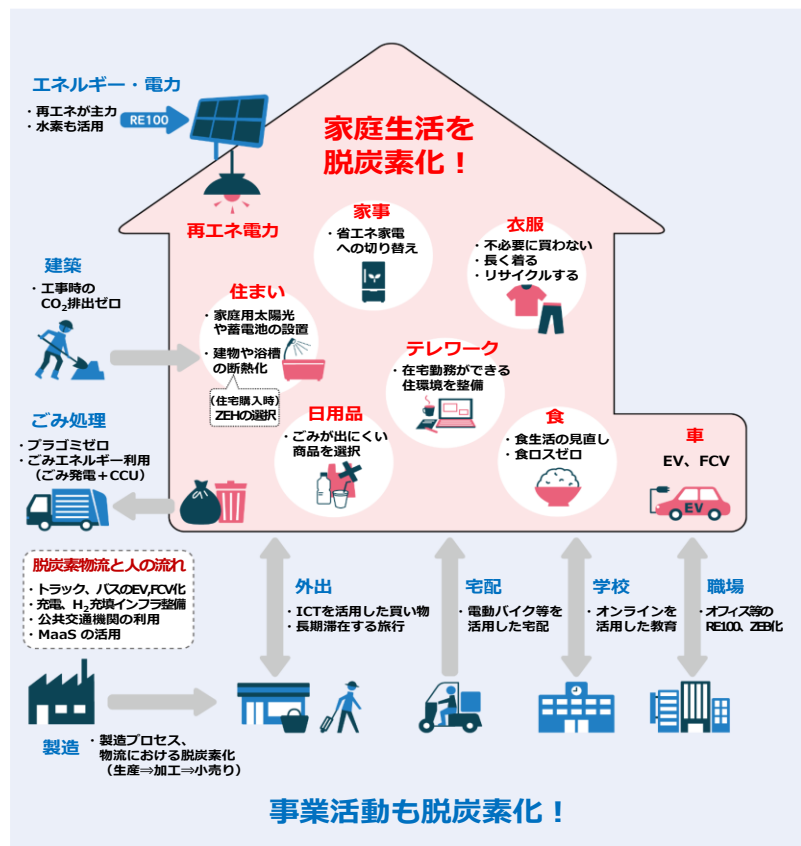 エネルギー・電力
・再エネが主力
・水素も活用
RE100
家庭生活を
脱炭素化！
再エネ電力
家事
・省エネ家電
への切り替え
衣服
・不必要に買わない
・長く着る
・リサイクルする
建築
・工事時の
CO₂排出ゼロ
住まい
・家庭用太陽光
や蓄電池の設置
・建物や浴槽
の断熱化
(住宅購入時)
ZEHの選択
テレワーク
・在宅勤務ができる
住環境を整備
ごみ処理
・プラゴミゼロ
・ごみエネルギー利用
（ごみ発電＋CCU）
日用品
・ごみが出にくい
商品を選択
食
・食生活の見直し
・食ロスゼロ
車
EV、FCV
EV
脱炭素物流と人の流れ
・トラック、バスのEV,FCV化
・充電、H₂充填インフラ整備
・公共交通機関の利用
・MaaS の活用
外出
・ICTを活用した買い物
・長期滞在する旅行
宅配
・電動バイク等を
活用した宅配
学校
・オンラインを
活用した教育
職場
・オフィス等の
RE100、ZEB化
製造
・製造プロセス、
物流における脱炭素化
（生産⇒加工⇒小売り）
事業活動も脱炭素化！